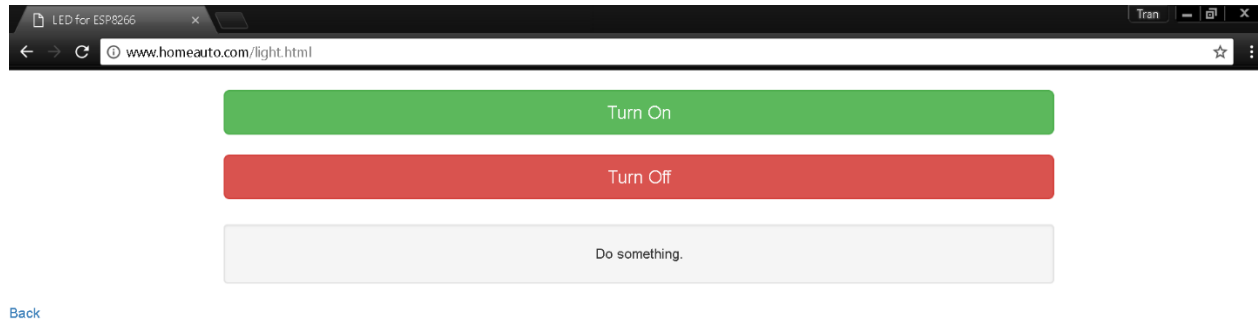 LED for ESP8266
Tran
www.homeauto.com/light.html
Turn On
Turn Off
Do something.
Back